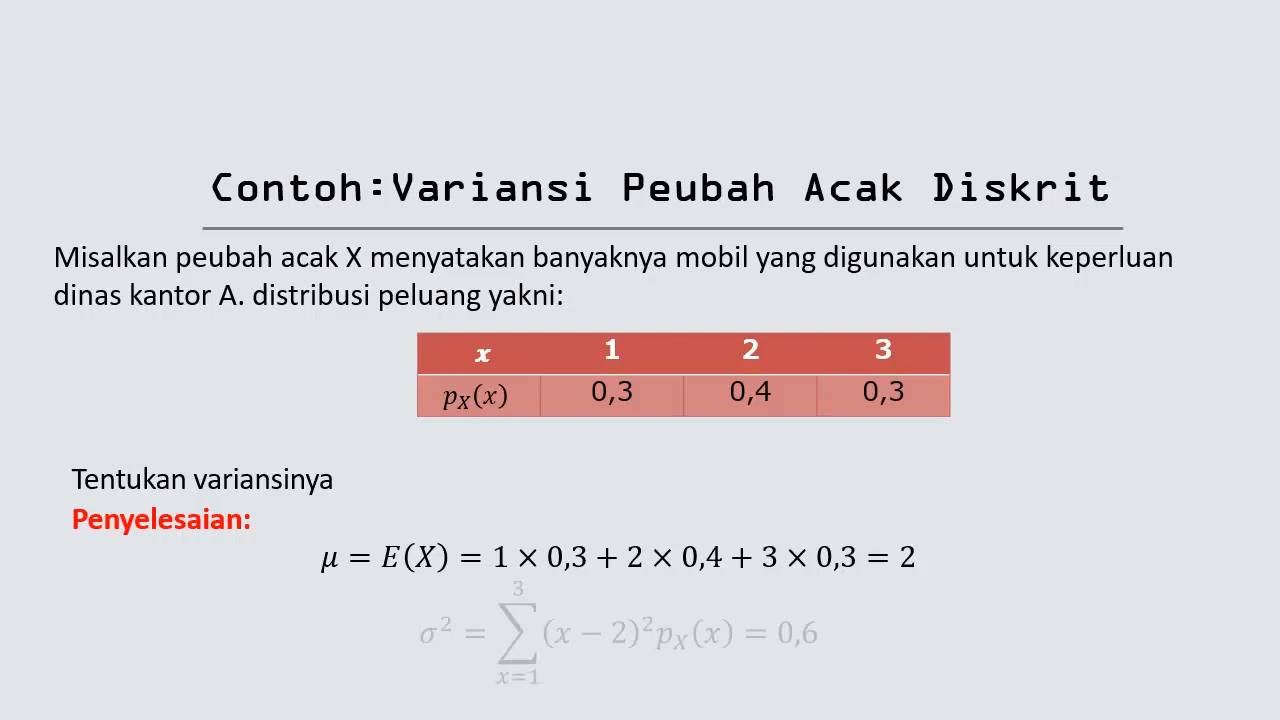 Contoh:Variansi Peubah Acak Diskrit
Misalkan peubah acak X menyatakan banyaknya mobil yang digunakan untuk keperluan
dinas kantor A. distribusi peluang yakni:
x 1 2 3
p_X(x) 0,3 0,4 0,3
Tentukan variansinya
Penyelesaian:
μ = E(X) = 1 × 0,3 + 2 × 0,4 + 3 × 0,3 = 2
σ² = ∑_{x=1}^{3} (x − 2)² p_X(x) = 0,6